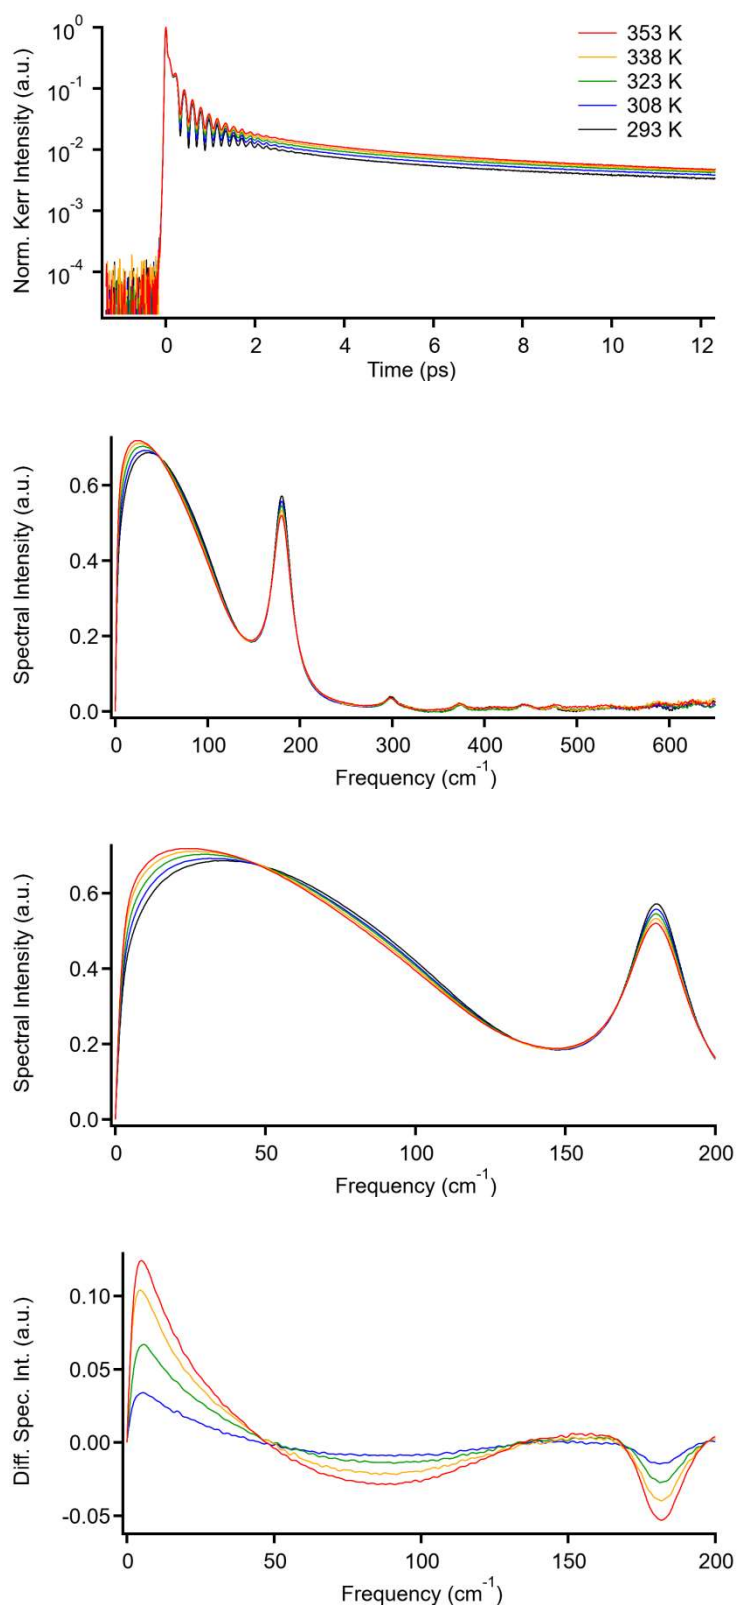 Norm. Kerr Intensity (a.u.)
10^0
10^-1
10^-2
10^-3
10^-4
353 K
338 K
323 K
308 K
293 K
0 2 4 6 8 10 12
Time (ps)
Spectral Intensity (a.u.)
0.6
0.4
0.2
0.0
0 100 200 300 400 500 600
Frequency (cm^-1)
Spectral Intensity (a.u.)
0.6
0.4
0.2
0.0
0 50 100 150 200
Frequency (cm^-1)
Diff. Spec. Int. (a.u.)
0.10
0.05
0.00
-0.05
0 50 100 150 200
Frequency (cm^-1)